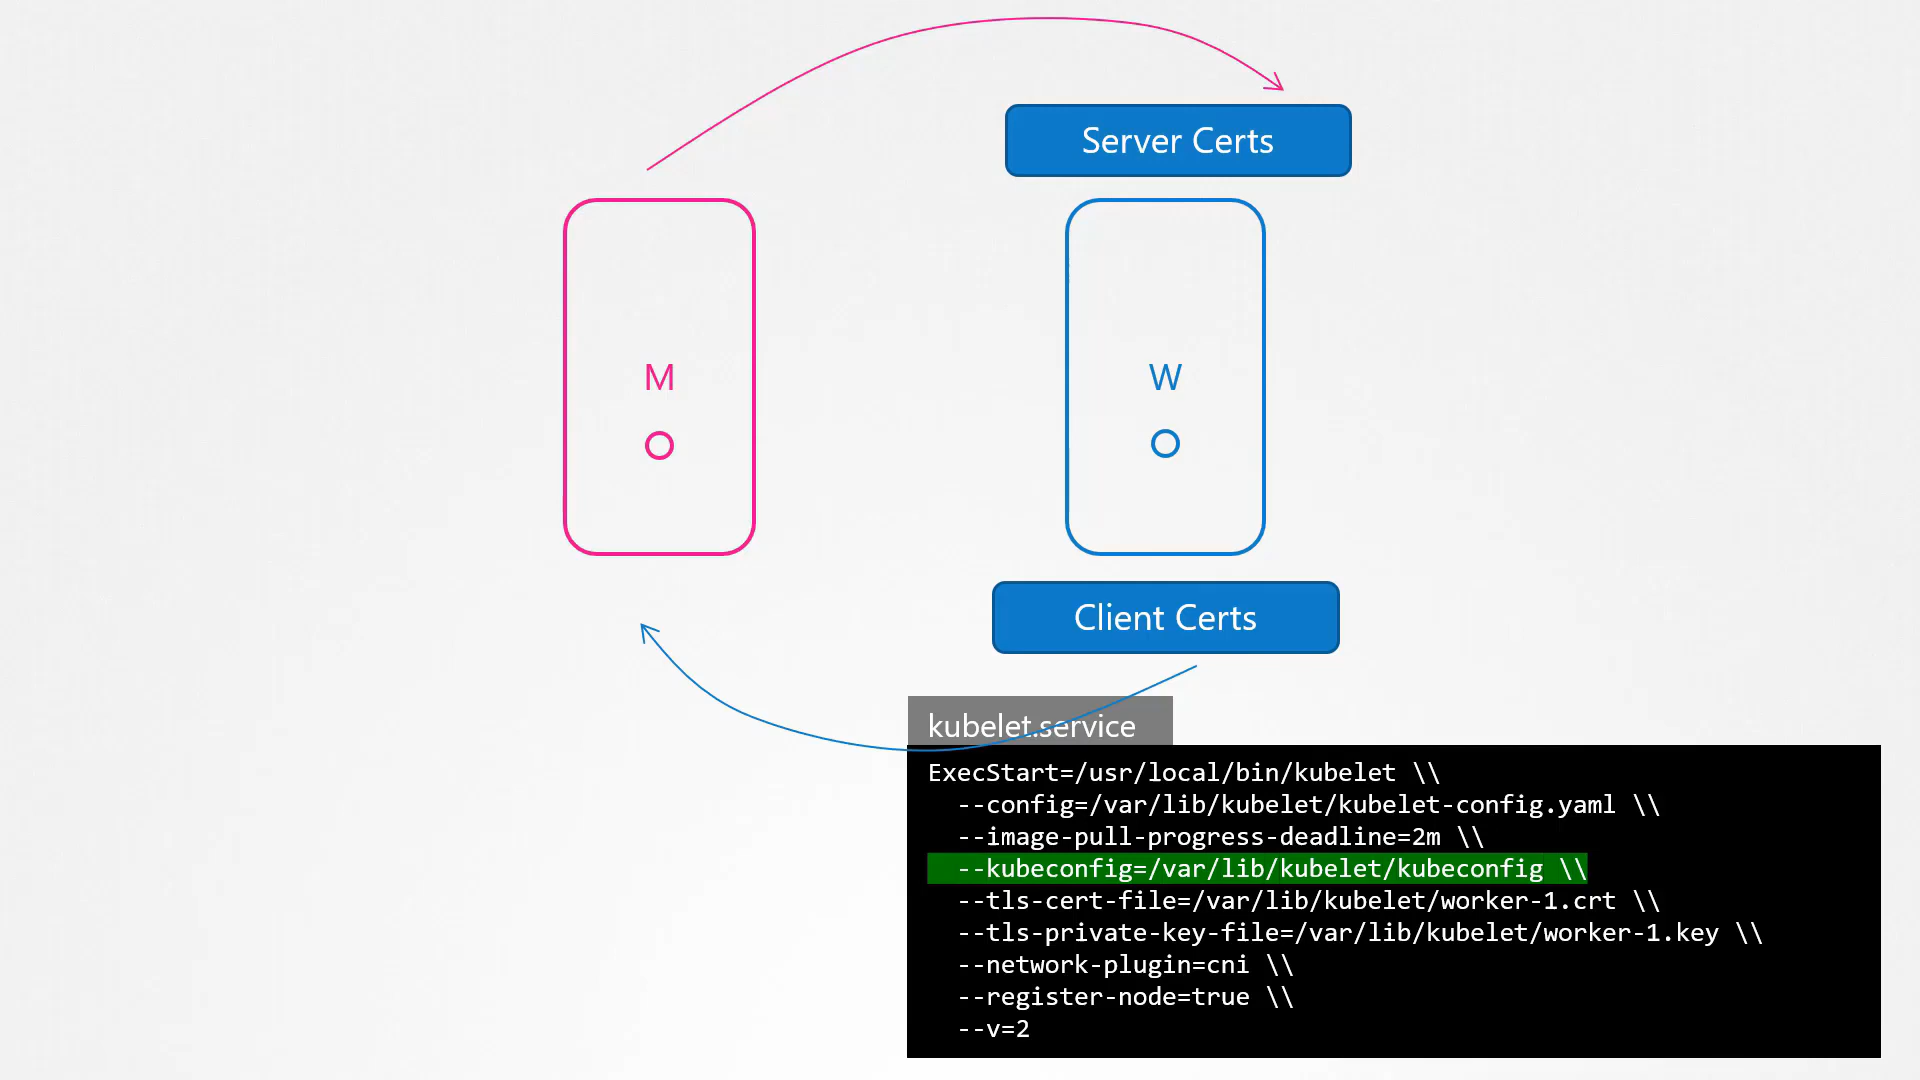 Server Certs
M
W
Client Certs
kubelet.service
ExecStart=/usr/local/bin/kubelet \\
  --config=/var/lib/kubelet/kubelet-config.yaml \\
  --image-pull-progress-deadline=2m \\
  --kubeconfig=/var/lib/kubelet/kubeconfig \\
  --tls-cert-file=/var/lib/kubelet/worker-1.crt \\
  --tls-private-key-file=/var/lib/kubelet/worker-1.key \\
  --network-plugin=cni \\
  --register-node=true \\
  --v=2